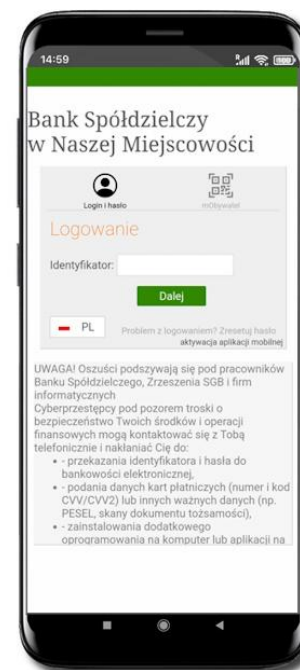 14:59
Bank Spółdzielczy
w Naszej Miejscowości
Login i hasło
mObywatel
Logowanie
Identyfikator:
Dalej
PL
Problem z logowaniem? Zresetuj hasło
aktywacja aplikacji mobilnej
UWAGA! Oszuści podszywają się pod pracowników
Banku Spółdzielczego, Zrzeszenia SGB i firm
informatycznych
Cyberprzestępcy pod pozorem troski o
bezpieczeństwo Twoich środków i operacji
finansowych mogą kontaktować się z Tobą
telefonicznie i nakłaniać Cię do:
• - przekazania identyfikatora i hasła do
bankowości elektronicznej,
• - podania danych kart płatniczych (numer i kod
CVV/CVV2) lub innych ważnych danych (np.
PESEL, skany dokumentu tożsamości),
• - zainstalowania dodatkowego
oprogramowania na komputer lub aplikacji na